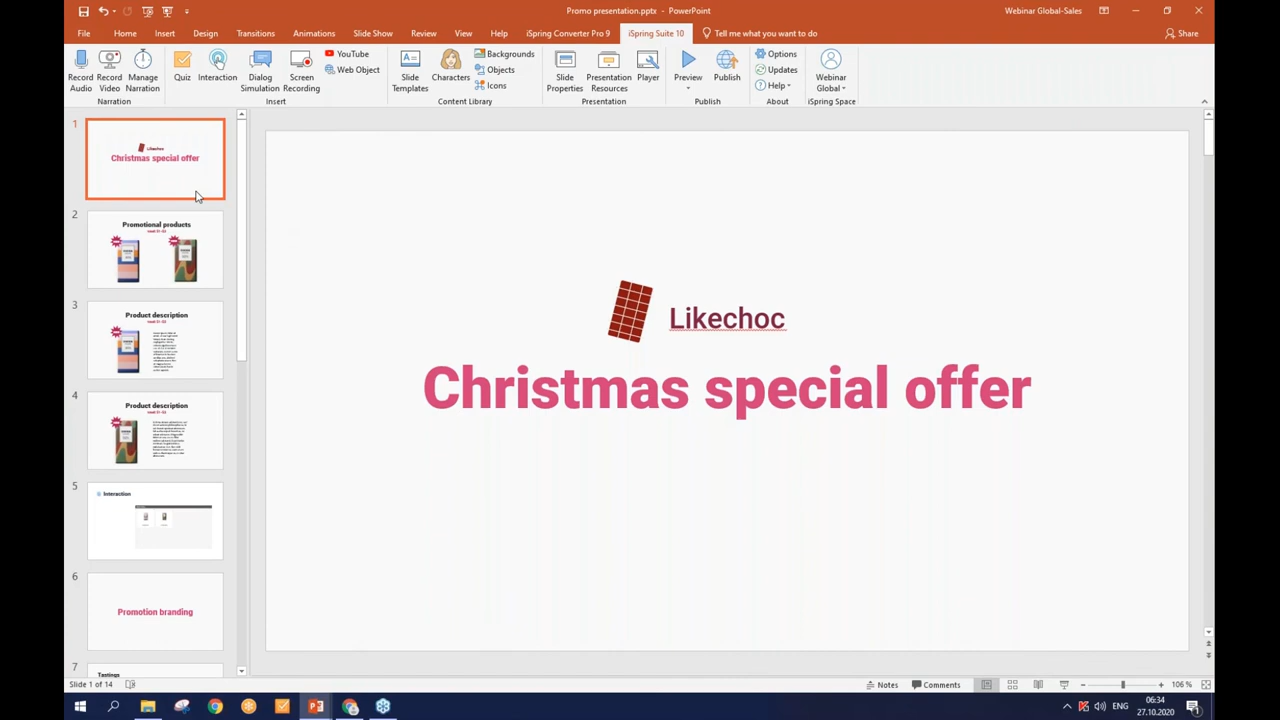 Promo presentation.pptx - PowerPoint
Webinar Global-Sales
File Home Insert Design Transitions Animations Slide Show Review View Help iSpring Converter Pro 9 iSpring Suite 10 Tell me what you want to do Share
Record Audio
Record Video
Manage Narration
Narration
Quiz
Interaction
Dialog Simulation
Screen Recording
YouTube
Web Object
Insert
Slide Templates
Characters
Backgrounds
Objects
Icons
Content Library
Slide Properties
Presentation Resources
Player
Presentation
Preview
Publish
Publish
Options
Updates
Help
About
Webinar Global
iSpring Space
1
Likechoc
Christmas special offer
2
Promotional products
3
Product description
4
Product description
5
Interaction
6
Promotion branding
7
Testings
Likechoc
Christmas special offer
Slide 1 of 14
Notes
Comments
106 %
ENG
06:34
27.10.2020